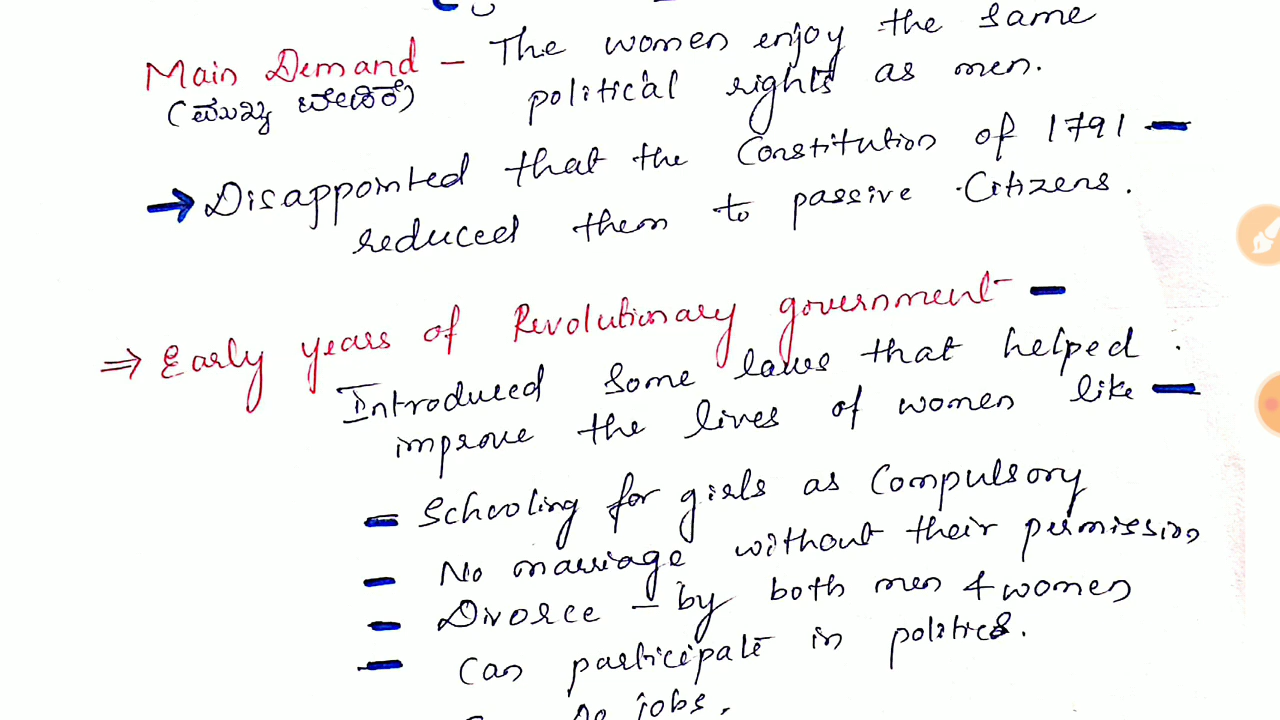 Main Demand – The women enjoy the same
(ಮುಖ್ಯ ಬೇಡಿಕೆ) political rights as men.
→ Disappointed that the Constitution of 1791 –
reduced them to passive Citizens.
⇒ Early years of Revolutionary government –
Introduced some laws that helped
improve the lives of women like –
– Schooling for girls as compulsory
– No marriage without their permission
– Divorce – by both men & women
– Can participate in politics.
do jobs.